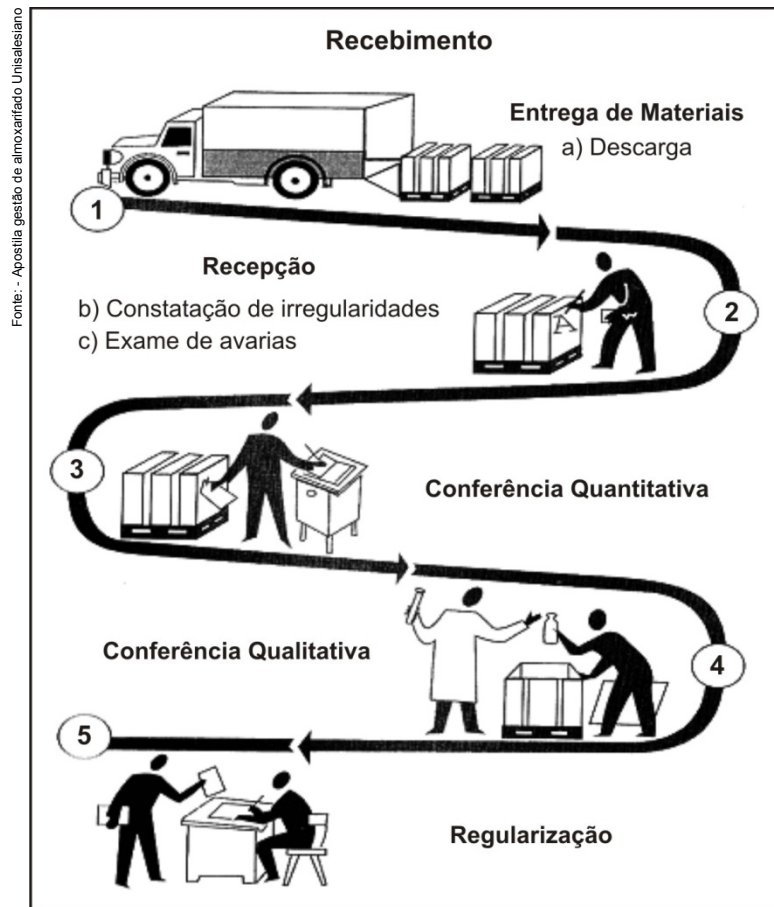 Fonte: - Apostila gestão de almoxarifado Unisalesiano
Recebimento
Entrega de Materiais
a) Descarga
1
Recepção
b) Constatação de irregularidades
c) Exame de avarias
2
A
3
Conferência Quantitativa
Conferência Qualitativa
4
5
Regularização